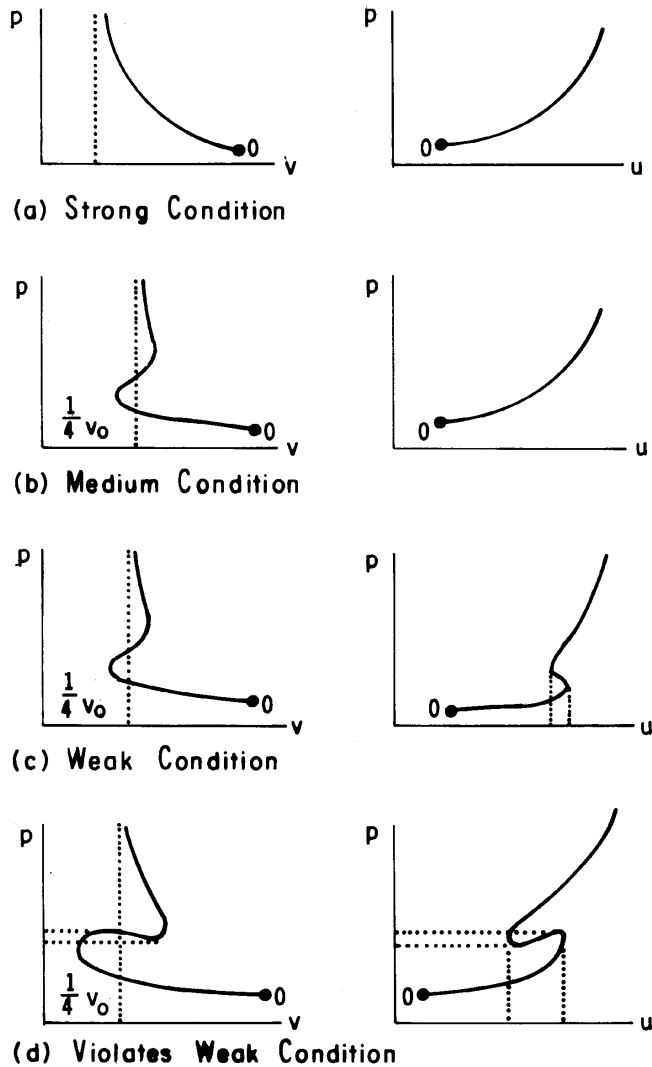 p p
0 v 0 u
(a) Strong Condition
p p
1/4 v₀ 0 v 0 u
(b) Medium Condition
p p
1/4 v₀ 0 v 0 u
(c) Weak Condition
p p
1/4 v₀ 0 v 0 u
(d) Violates Weak Condition